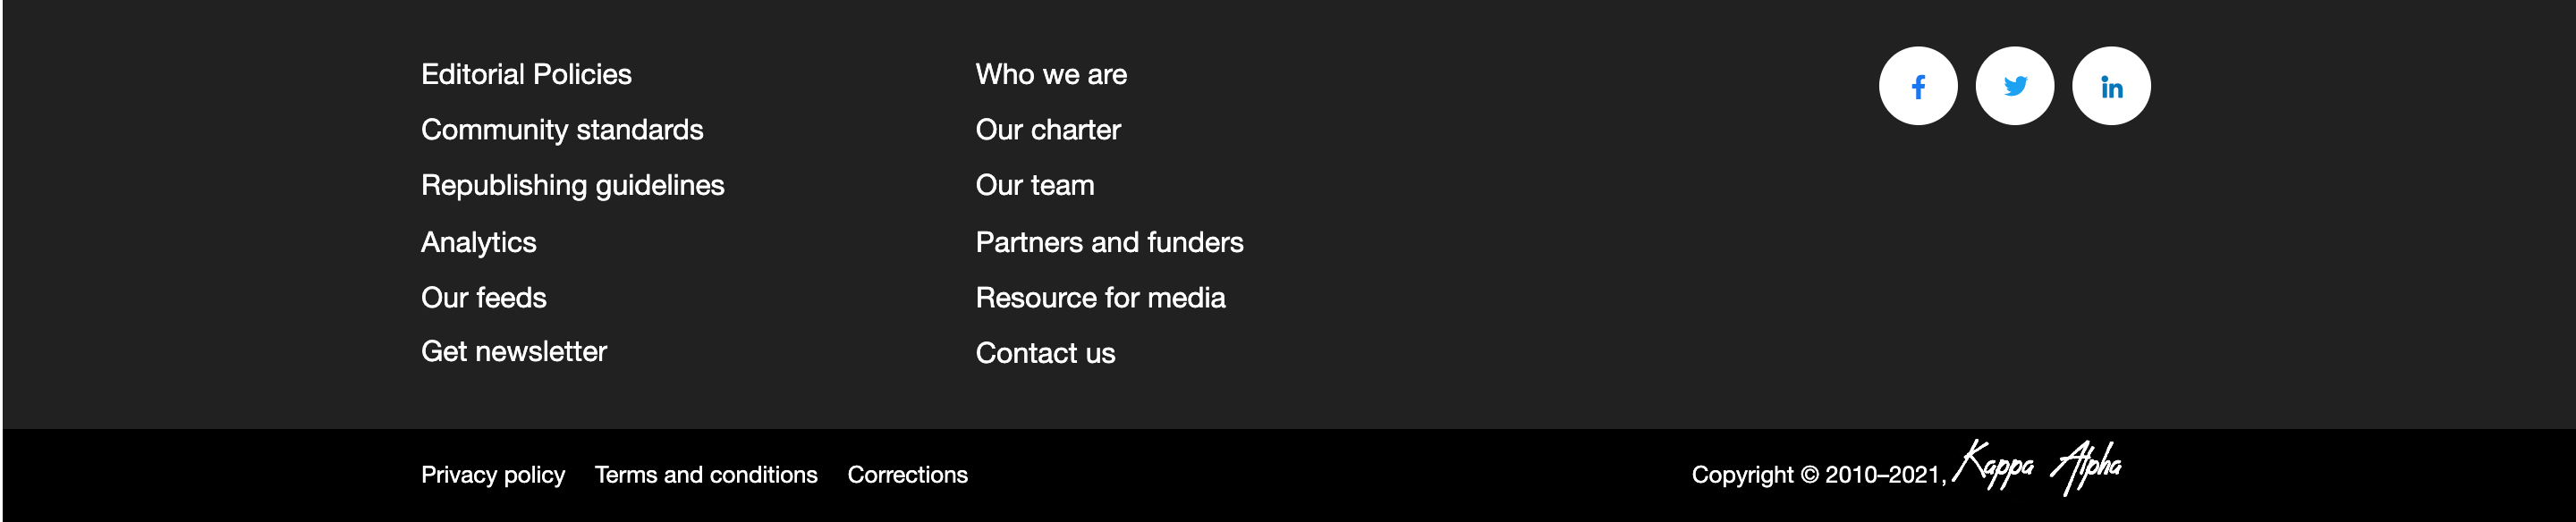 Editorial Policies
Community standards
Republishing guidelines
Analytics
Our feeds
Get newsletter
Who we are
Our charter
Our team
Partners and funders
Resource for media
Contact us
f
in
Privacy policy Terms and conditions Corrections
Copyright © 2010–2021, Kappa Alpha